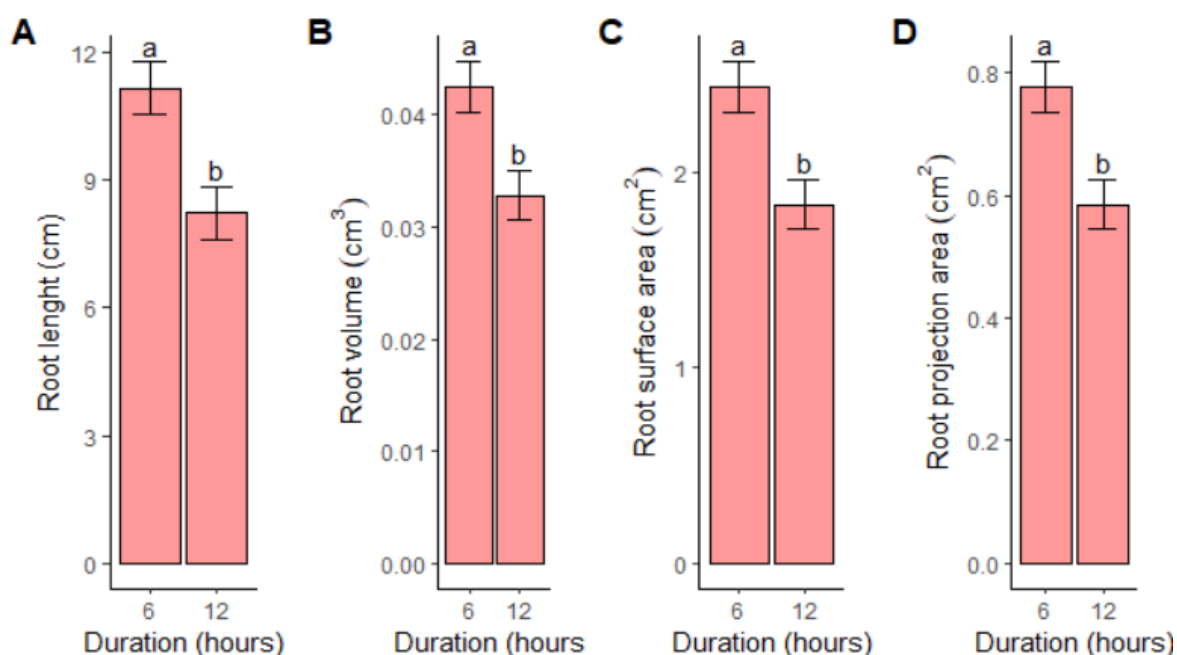 A
Root lenght (cm)
12
9
6
3
0
a
b
6
12
Duration (hours)
B
Root volume (cm³)
0.04
0.03
0.02
0.01
0.00
a
b
6
12
Duration (hours
C
Root surface area (cm²)
2
1
0
a
b
6
12
Duration (hours)
D
Root projection area (cm²)
0.8
0.6
0.4
0.2
0.0
a
b
6
12
Duration (hours)